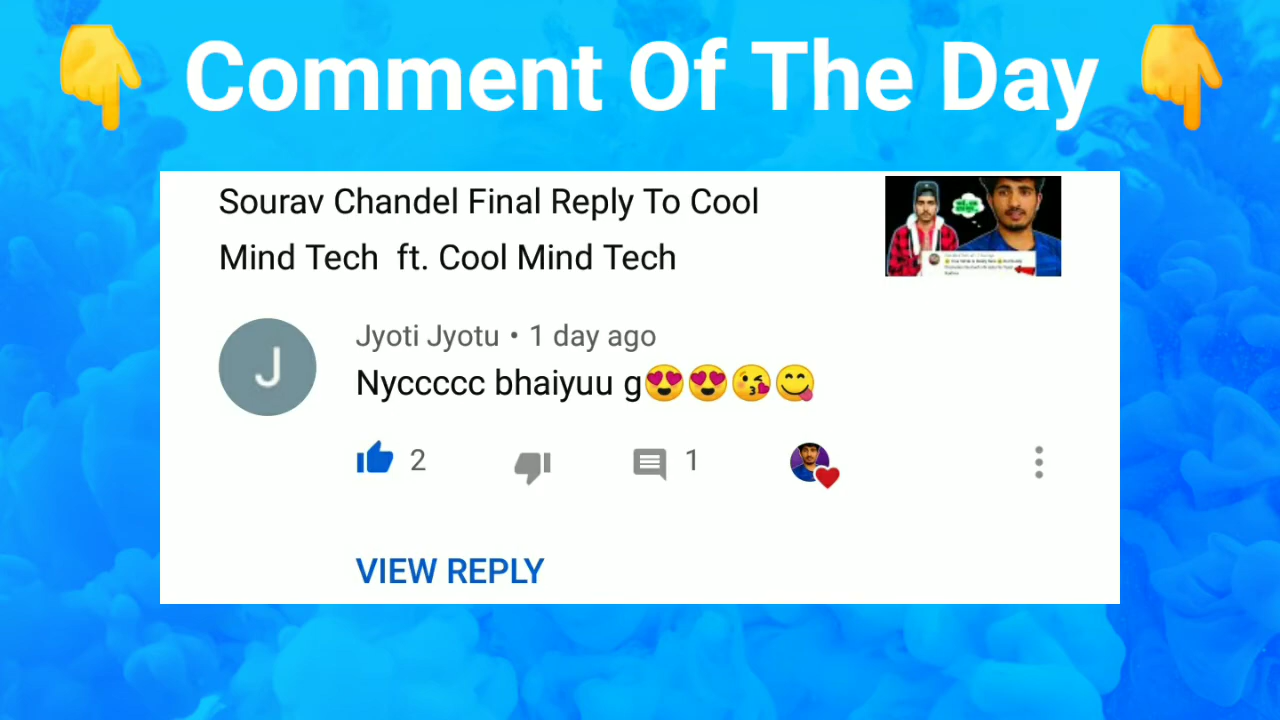 👇 Comment Of The Day 👇
Sourav Chandel Final Reply To Cool
Mind Tech ft. Cool Mind Tech
J
Jyoti Jyotu • 1 day ago
Nyccccc bhaiyuu g😍😍😘😋
2 1
VIEW REPLY